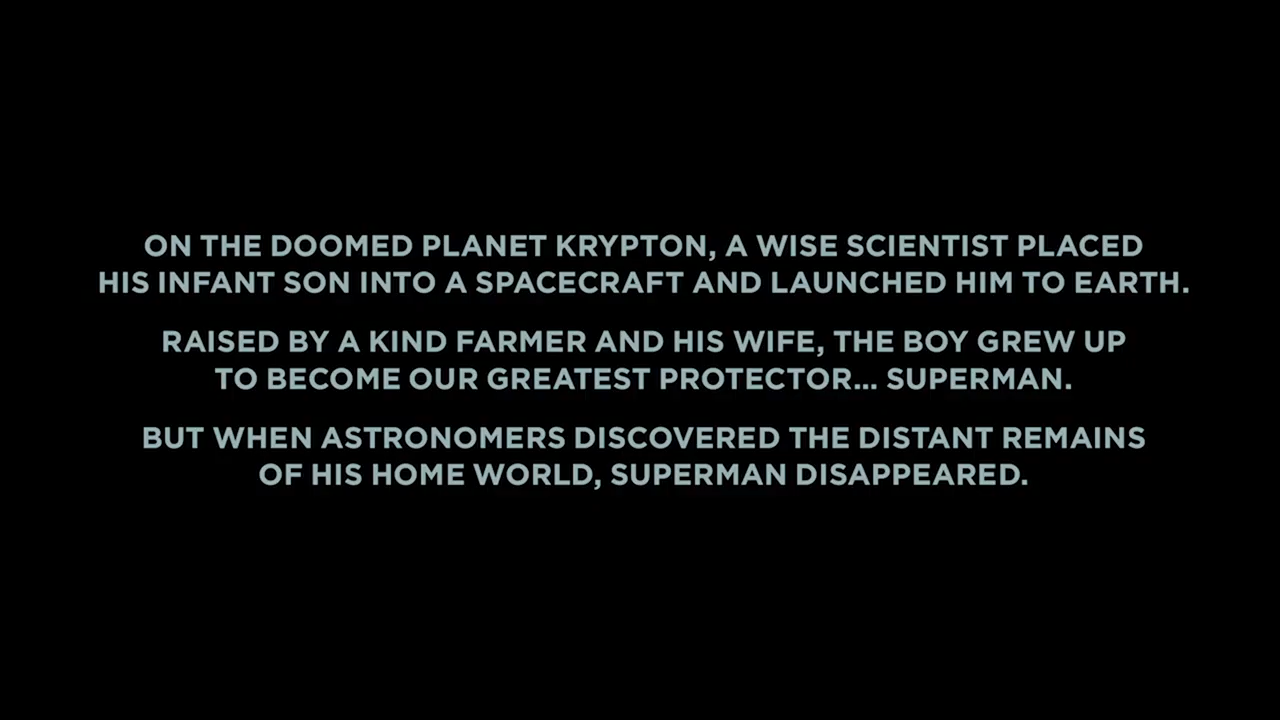 ON THE DOOMED PLANET KRYPTON, A WISE SCIENTIST PLACED
HIS INFANT SON INTO A SPACECRAFT AND LAUNCHED HIM TO EARTH.
RAISED BY A KIND FARMER AND HIS WIFE, THE BOY GREW UP
TO BECOME OUR GREATEST PROTECTOR... SUPERMAN.
BUT WHEN ASTRONOMERS DISCOVERED THE DISTANT REMAINS
OF HIS HOME WORLD, SUPERMAN DISAPPEARED.